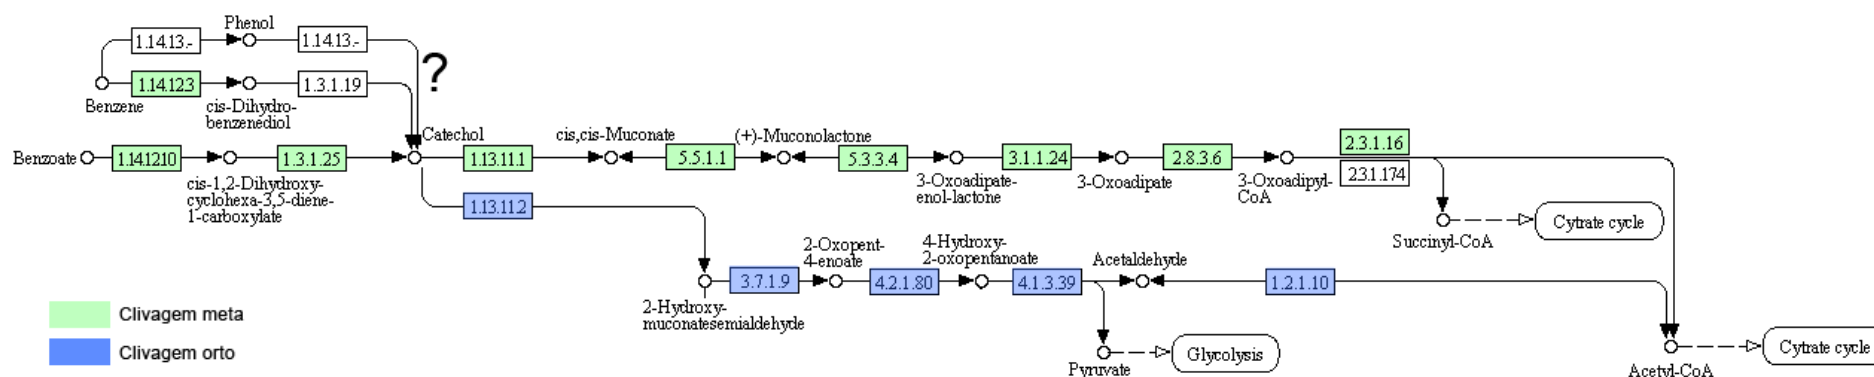 Phenol
1.14.13.-
1.14.13.-
?
1.14.12.3
1.3.1.19
Benzene
cis-Dihydro-
benzenediol
Catechol
cis,cis-Muconate
(+)-Muconolactone
2.3.1.16
Benzoate
1.14.12.10
1.3.1.25
1.13.11.1
5.5.1.1
5.3.3.4
3.1.1.24
2.8.3.6
2.3.1.174
cis-1,2-Dihydroxy-
cyclohexa-3,5-diene-
1-carboxylate
3-Oxoadipate-
enol-lactone
3-Oxoadipate
3-Oxoadipyl-
CoA
1.13.11.2
Cytrate cycle
Succinyl-CoA
2-Oxopent-
4-enoate
4-Hydroxy-
2-oxopentanoate
Acetaldehyde
3.7.1.9
4.2.1.80
4.1.3.39
1.2.1.10
2-Hydroxy-
muconatesemialdehyde
Clivagem meta
Clivagem orto
Glycolysis
Pyruvate
Cytrate cycle
Acetyl-CoA